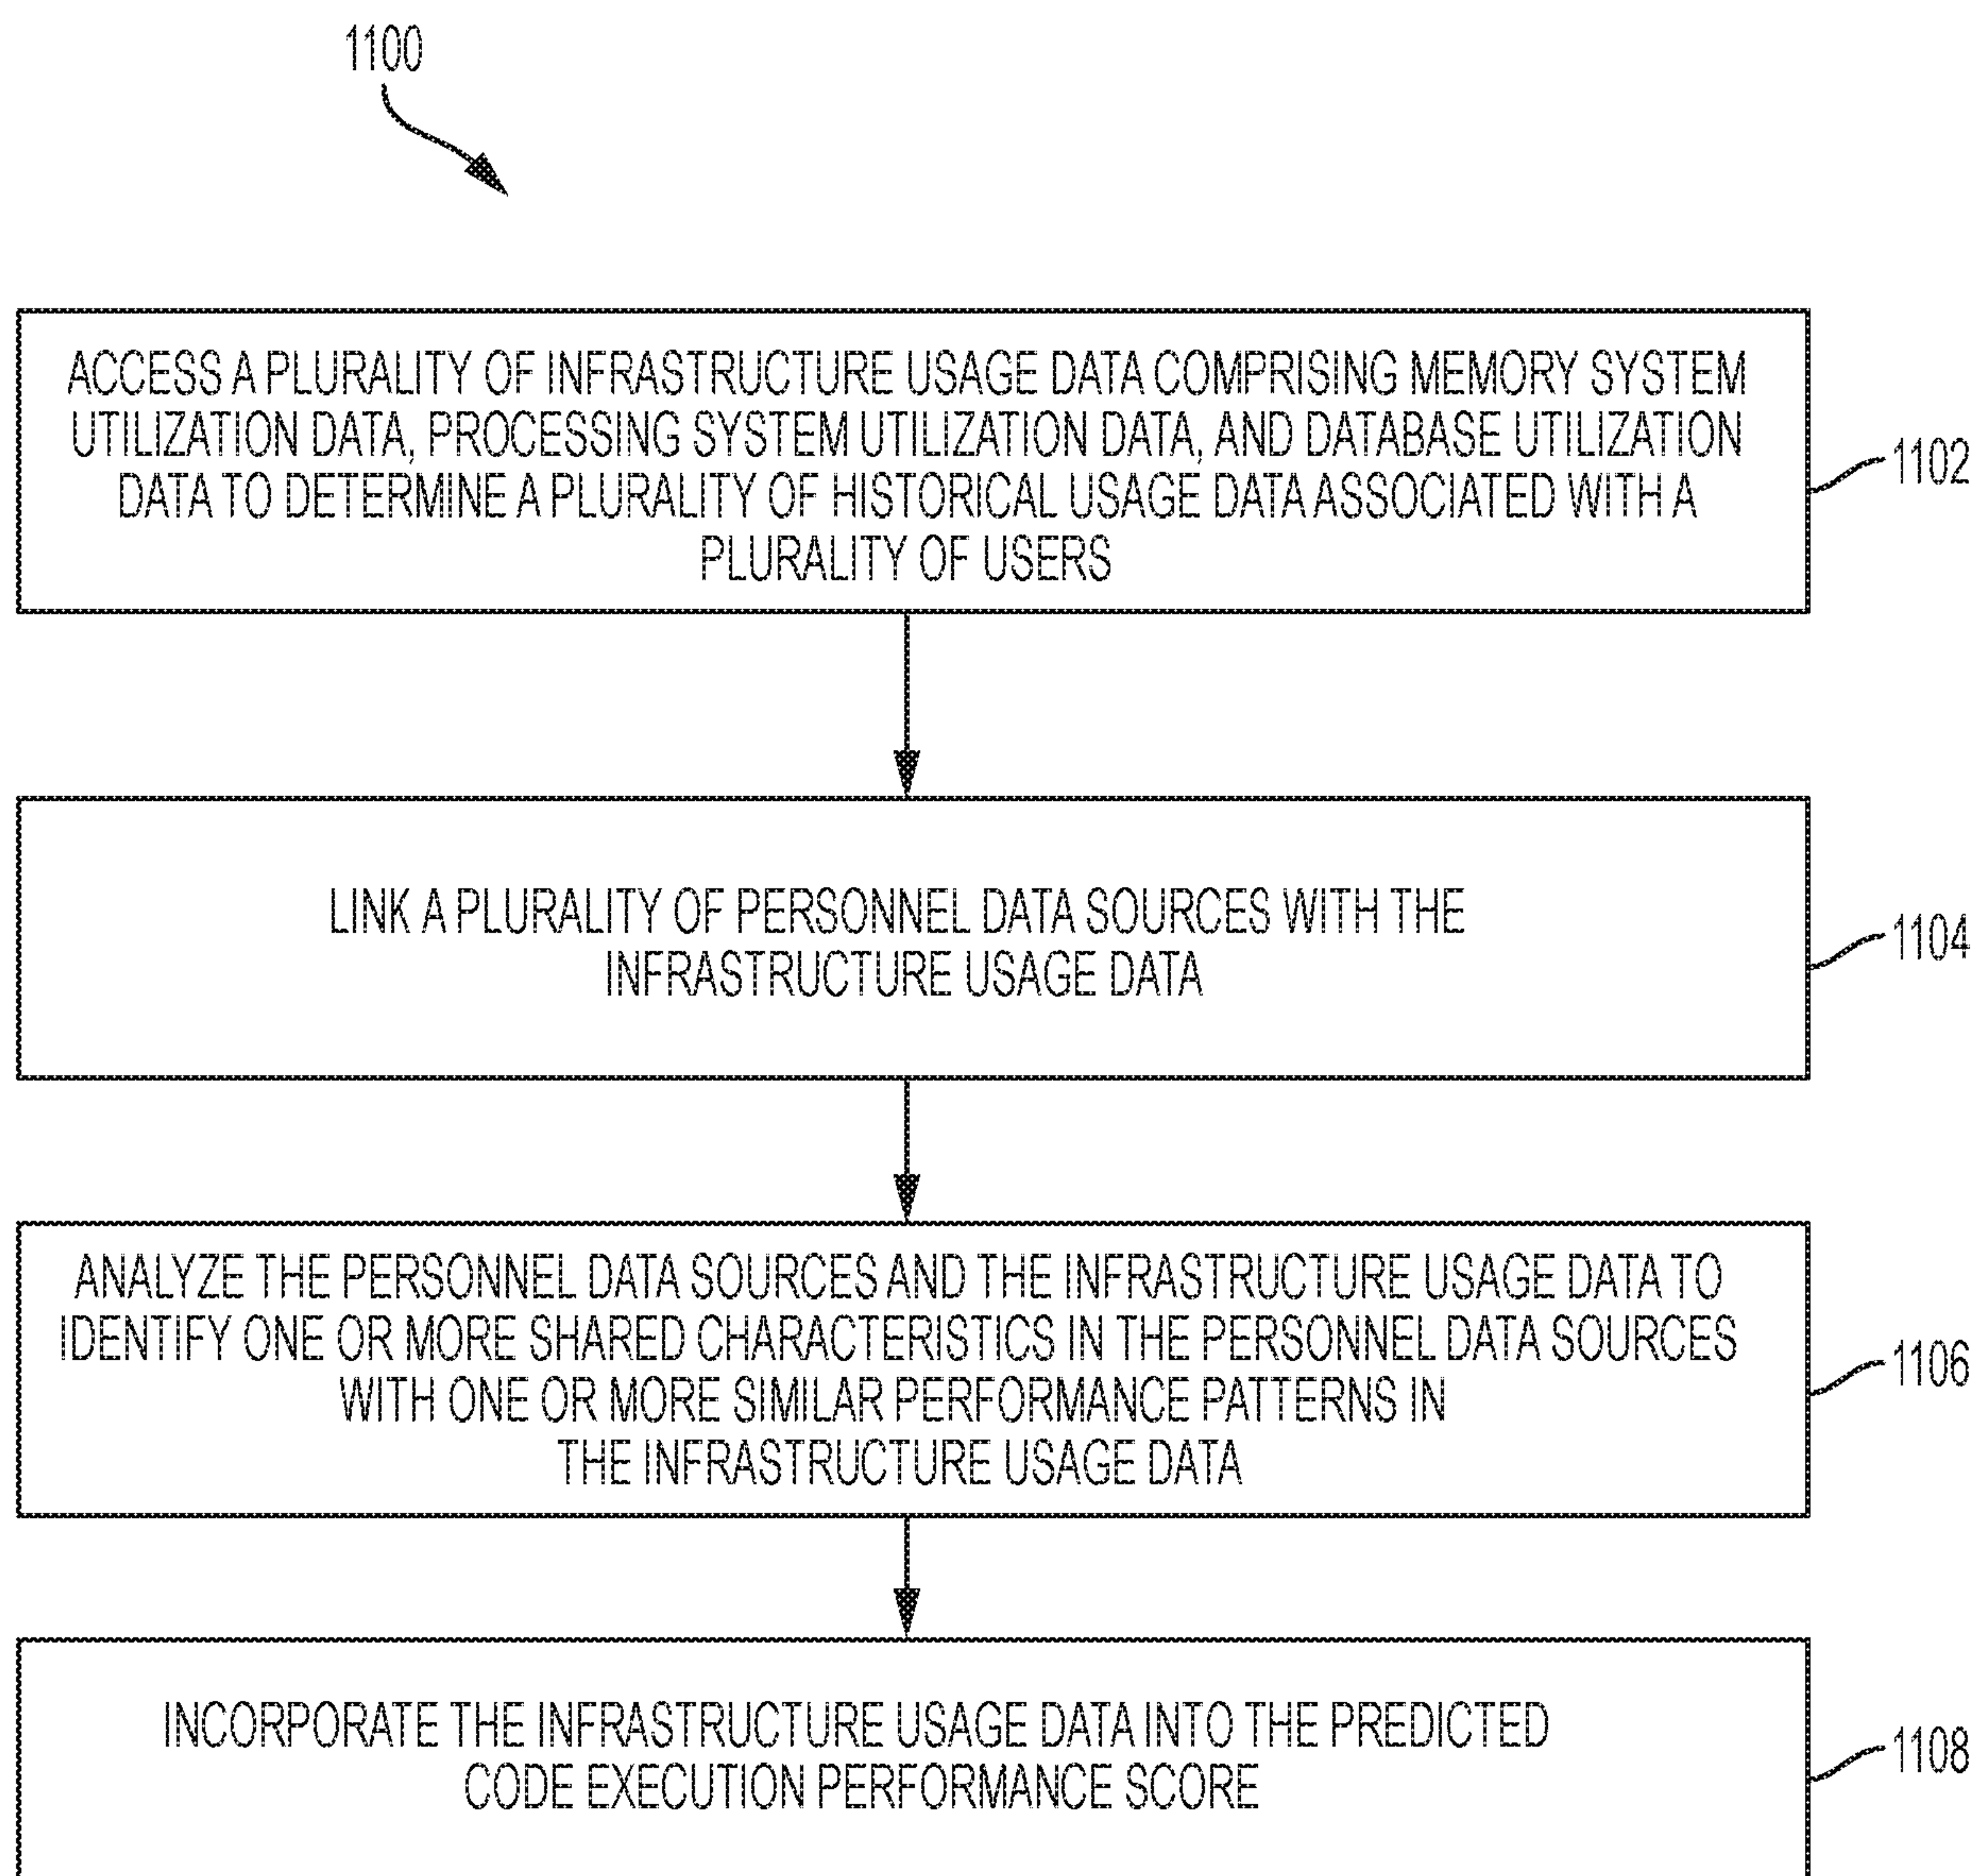 1100
ACCESS A PLURALITY OF INFRASTRUCTURE USAGE DATA COMPRISING MEMORY SYSTEM
UTILIZATION DATA, PROCESSING SYSTEM UTILIZATION DATA, AND DATABASE UTILIZATION
DATA TO DETERMINE A PLURALITY OF HISTORICAL USAGE DATA ASSOCIATED WITH A
PLURALITY OF USERS
1102
LINK A PLURALITY OF PERSONNEL DATA SOURCES WITH THE
INFRASTRUCTURE USAGE DATA
1104
ANALYZE THE PERSONNEL DATA SOURCES AND THE INFRASTRUCTURE USAGE DATA TO
IDENTIFY ONE OR MORE SHARED CHARACTERISTICS IN THE PERSONNEL DATA SOURCES
WITH ONE OR MORE SIMILAR PERFORMANCE PATTERNS IN
THE INFRASTRUCTURE USAGE DATA
1106
INCORPORATE THE INFRASTRUCTURE USAGE DATA INTO THE PREDICTED
CODE EXECUTION PERFORMANCE SCORE
1108